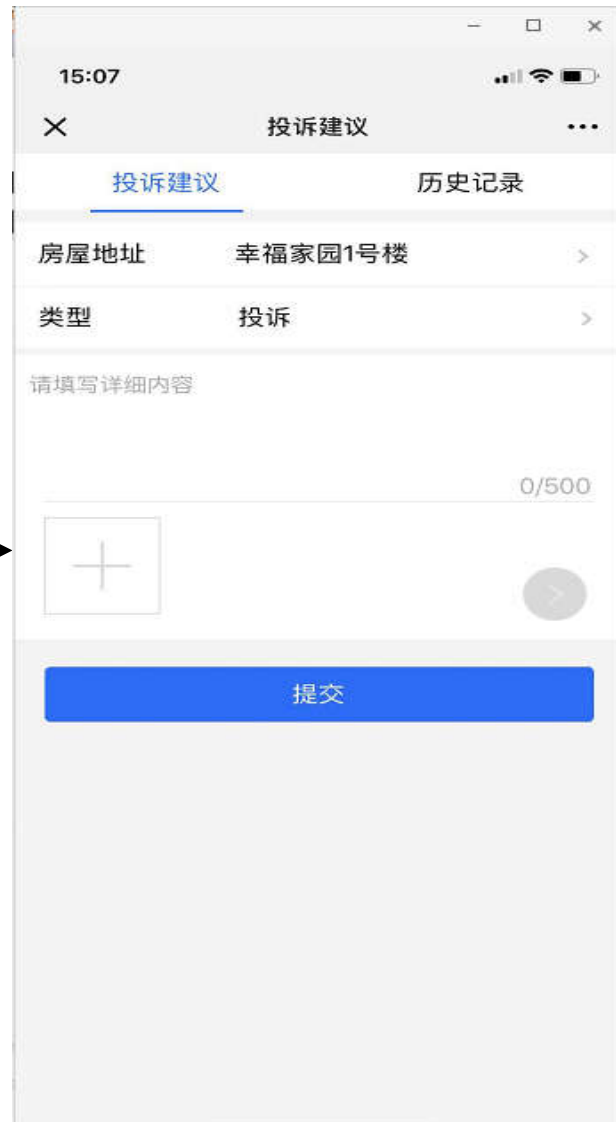 15:07
投诉建议
投诉建议 历史记录
房屋地址 幸福家园1号楼
类型 投诉
请填写详细内容
0/500
提交